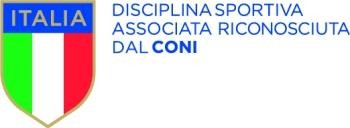 ITALIA
DISCIPLINA SPORTIVA
ASSOCIATA RICONOSCIUTA
DAL CONI